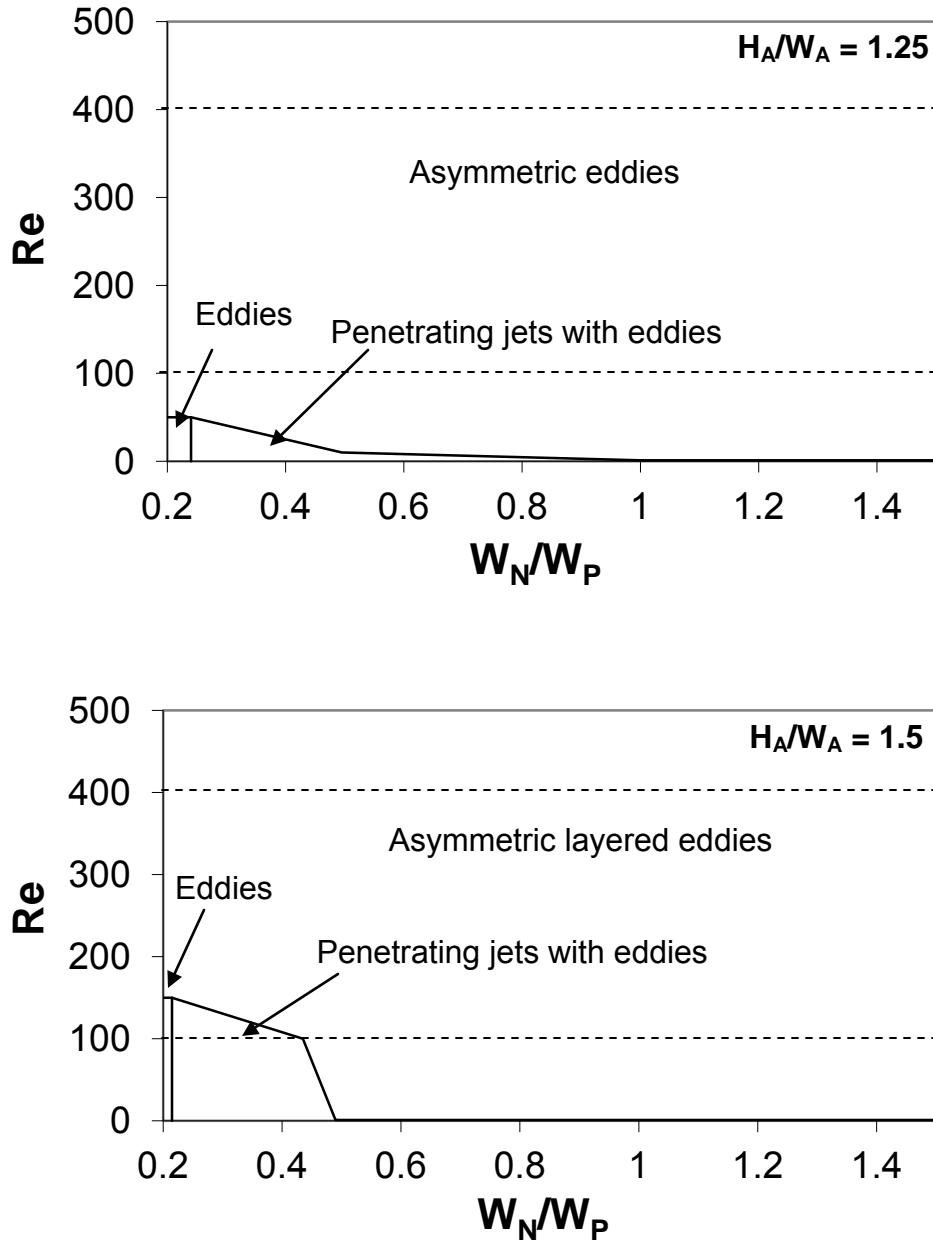 500
H_A/W_A = 1.25
400
Asymmetric eddies
300
Re
200
Eddies
Penetrating jets with eddies
100
0
0.2 0.4 0.6 0.8 1 1.2 1.4
W_N/W_P
500
H_A/W_A = 1.5
400
Asymmetric layered eddies
300
Re
Eddies
200
Penetrating jets with eddies
100
0
0.2 0.4 0.6 0.8 1 1.2 1.4
W_N/W_P